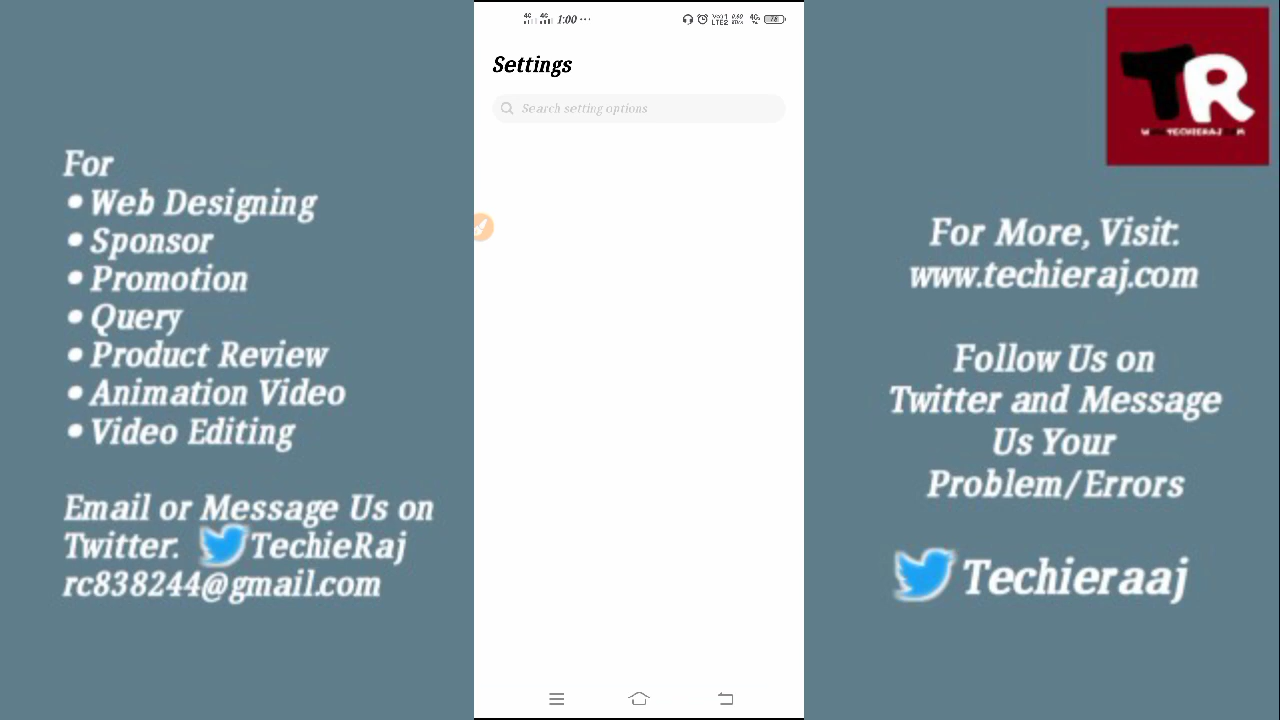 For
• Web Designing
• Sponsor
• Promotion
• Query
• Product Review
• Animation Video
• Video Editing
Email or Message Us on
Twitter. TechieRaj
rc838244@gmail.com
1:00 ···
Settings
Search setting options
TR
For More, Visit:
www.techieraj.com
Follow Us on
Twitter and Message
Us Your
Problem/Errors
Techieraaj